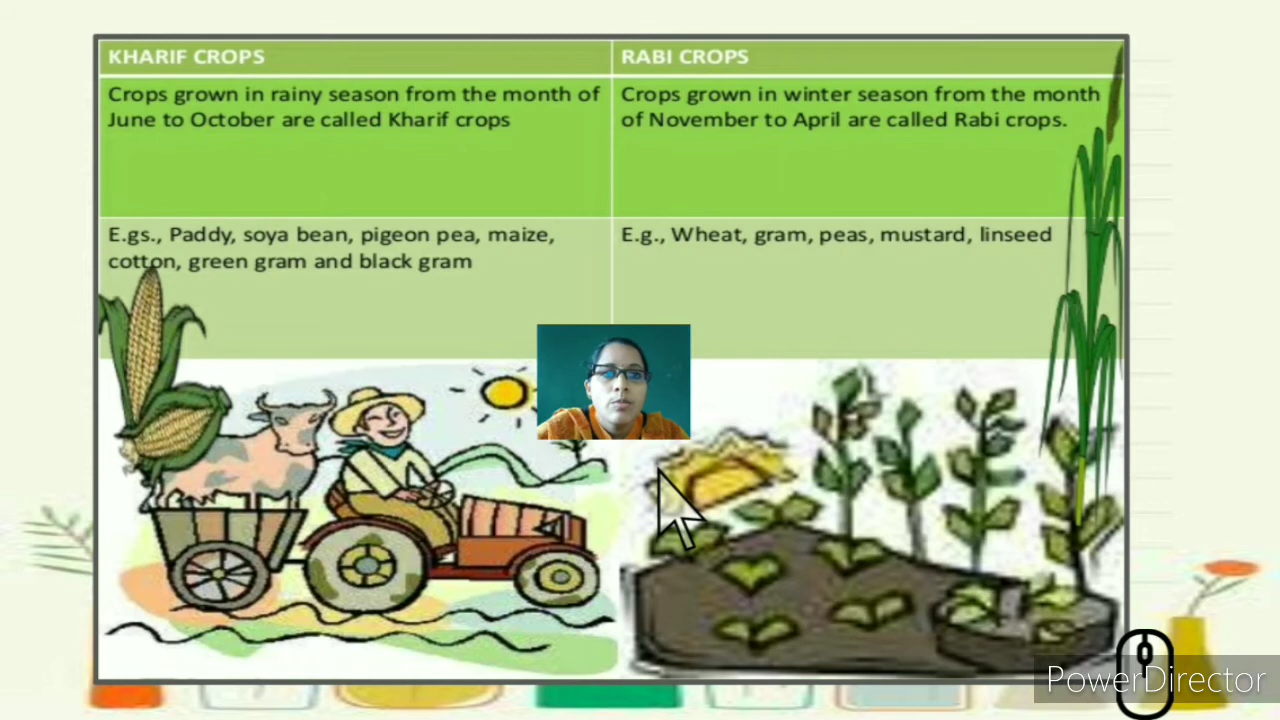 KHARIF CROPS
RABI CROPS
Crops grown in rainy season from the month of
June to October are called Kharif crops
Crops grown in winter season from the month
of November to April are called Rabi crops.
E.gs., Paddy, soya bean, pigeon pea, maize,
cotton, green gram and black gram
E.g., Wheat, gram, peas, mustard, linseed
PowerDirector